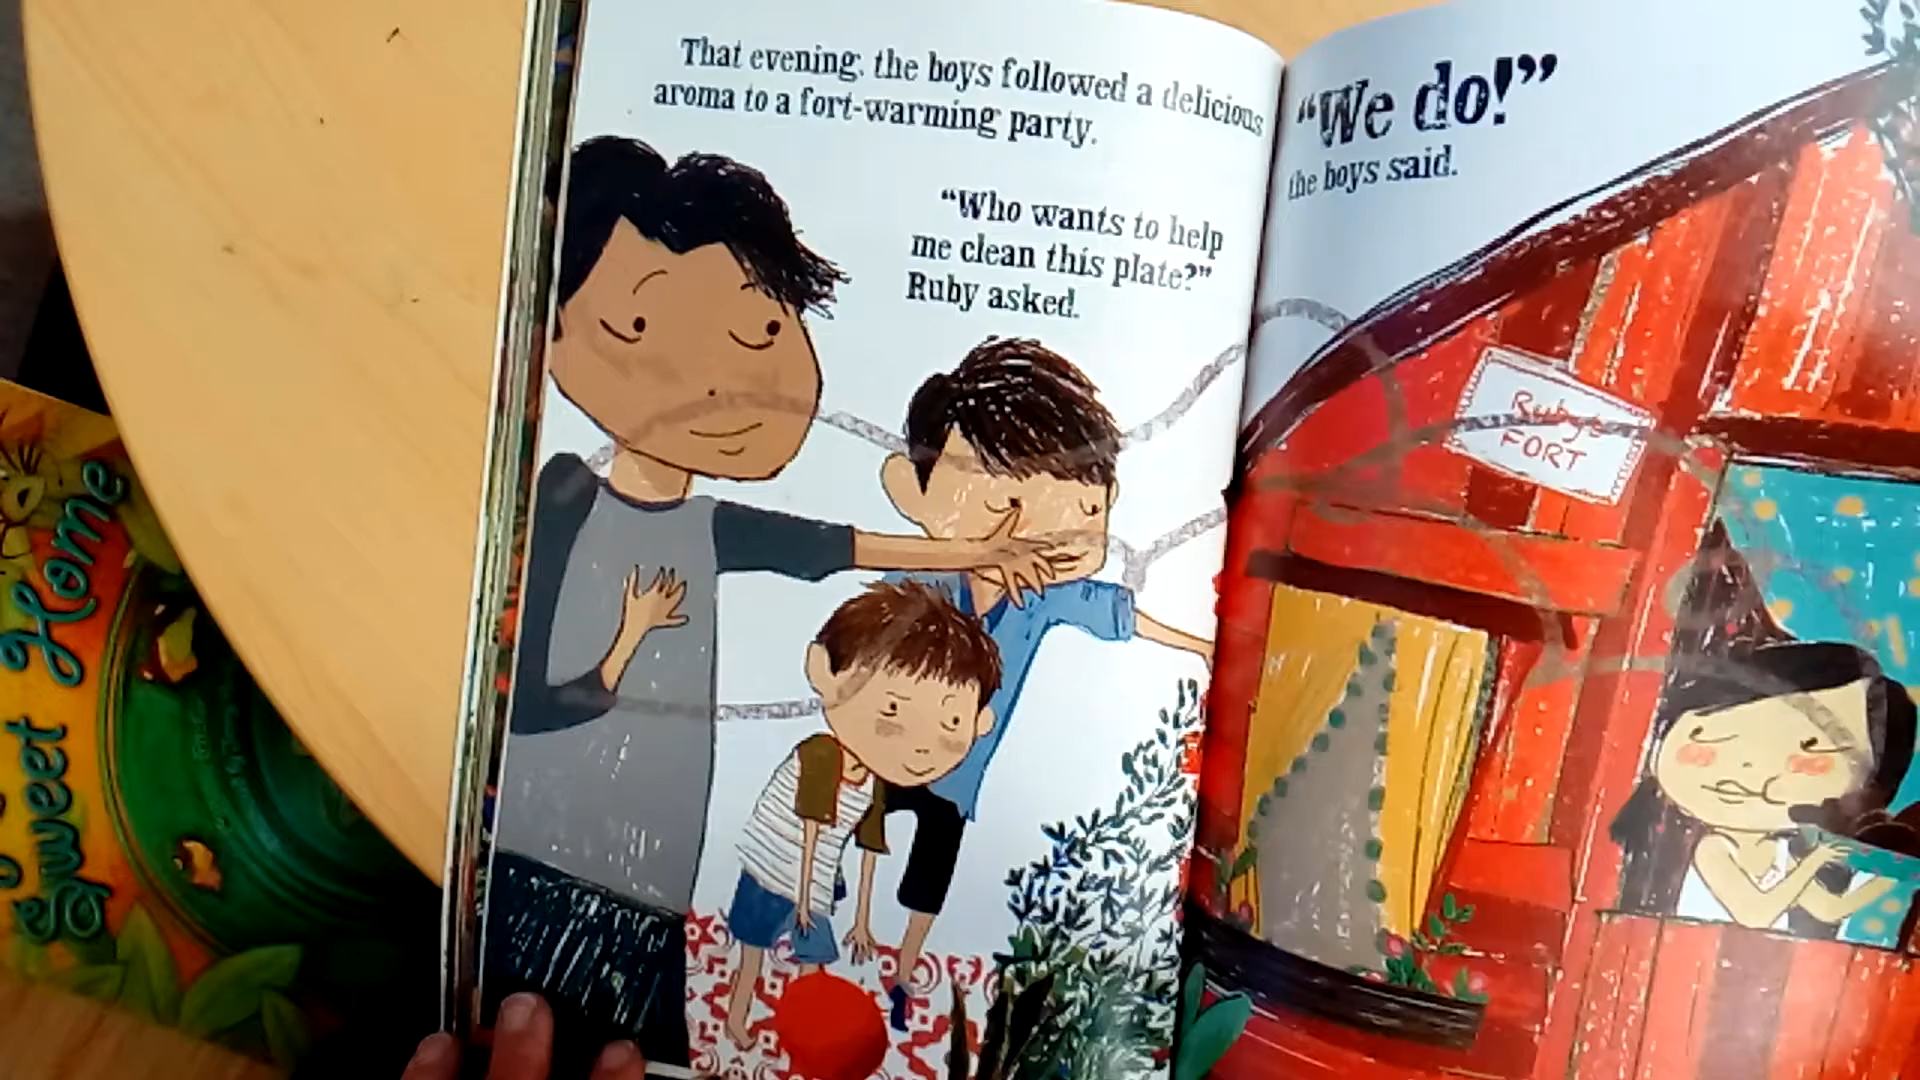 That evening, the boys followed a delicious
aroma to a fort-warming party.
"Who wants to help
me clean this plate?"
Ruby asked.
"We do!"
the boys said.
Ruby's
FORT
Sweet Home